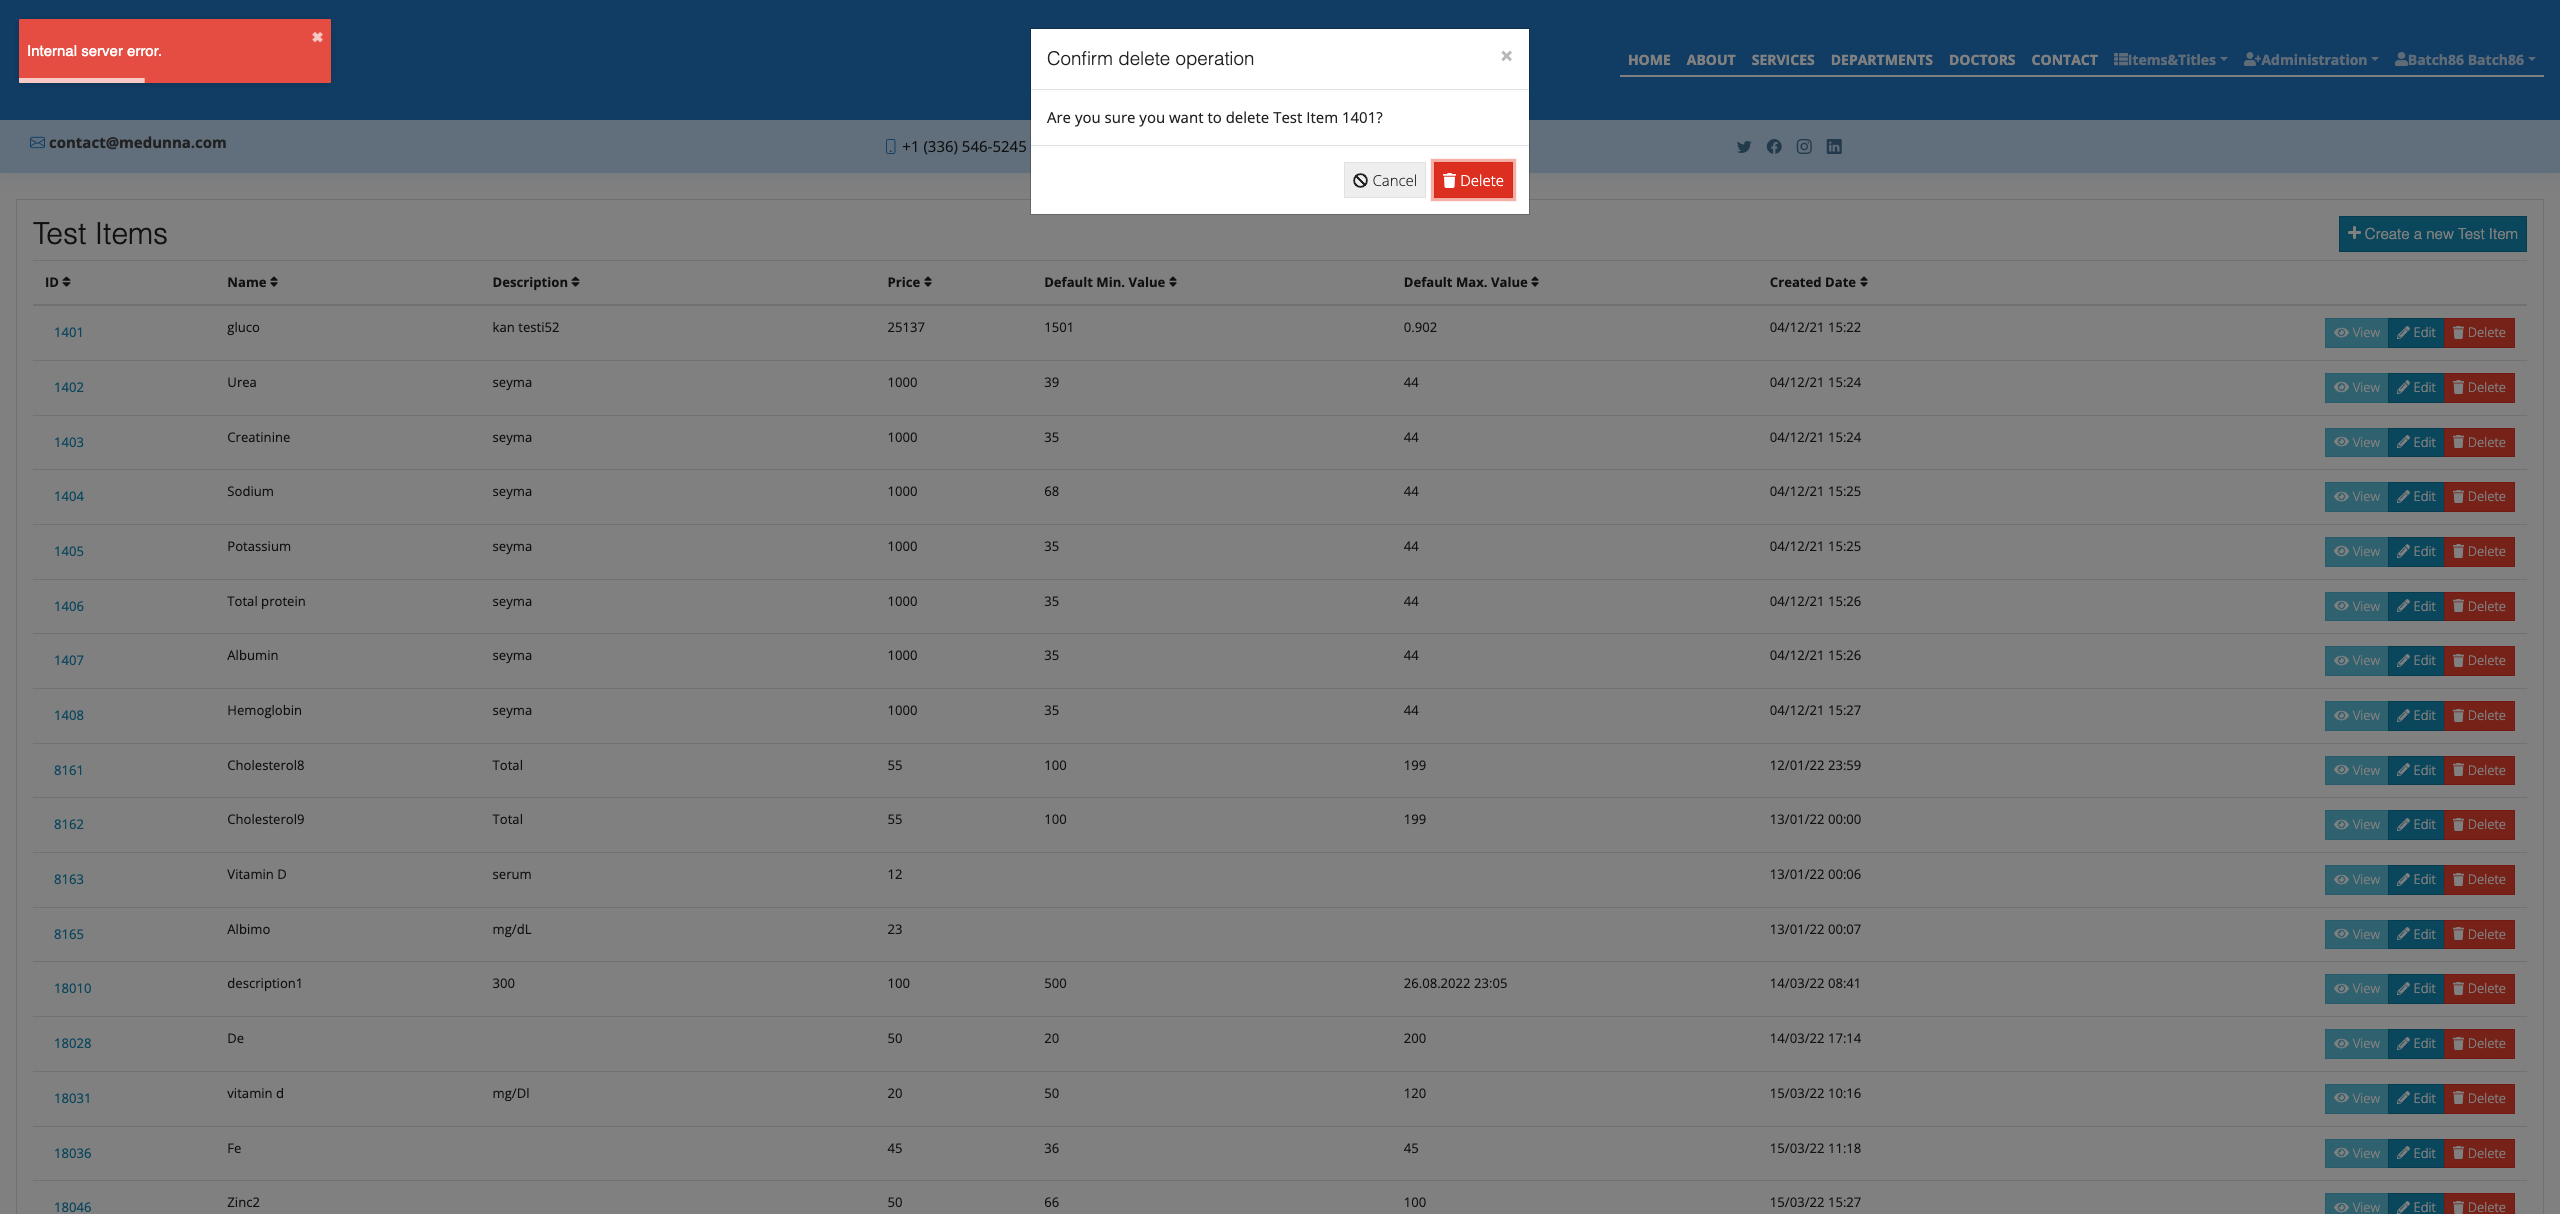 Internal server error.
Confirm delete operation
Are you sure you want to delete Test Item 1401?
Cancel Delete
HOME ABOUT SERVICES DEPARTMENTS DOCTORS CONTACT Items&Titles Administration Batch86 Batch86
contact@medunna.com +1 (336) 546-5245
Test Items
Create a new Test Item
ID Name Description Price Default Min. Value Default Max. Value Created Date
1401 gluco kan testi52 25137 1501 0.902 04/12/21 15:22 View Edit Delete
1402 Urea seyma 1000 39 44 04/12/21 15:24 View Edit Delete
1403 Creatinine seyma 1000 35 44 04/12/21 15:24 View Edit Delete
1404 Sodium seyma 1000 68 44 04/12/21 15:25 View Edit Delete
1405 Potassium seyma 1000 35 44 04/12/21 15:25 View Edit Delete
1406 Total protein seyma 1000 35 44 04/12/21 15:26 View Edit Delete
1407 Albumin seyma 1000 35 44 04/12/21 15:26 View Edit Delete
1408 Hemoglobin seyma 1000 35 44 04/12/21 15:27 View Edit Delete
8161 Cholesterol8 Total 55 100 199 12/01/22 23:59 View Edit Delete
8162 Cholesterol9 Total 55 100 199 13/01/22 00:00 View Edit Delete
8163 Vitamin D serum 12 13/01/22 00:06 View Edit Delete
8165 Albimo mg/dL 23 13/01/22 00:07 View Edit Delete
18010 description1 300 100 500 26.08.2022 23:05 14/03/22 08:41 View Edit Delete
18028 De 50 20 200 14/03/22 17:14 View Edit Delete
18031 vitamin d mg/Dl 20 50 120 15/03/22 10:16 View Edit Delete
18036 Fe 45 36 45 15/03/22 11:18 View Edit Delete
18046 Zinc2 50 66 100 15/03/22 15:27 View Edit Delete